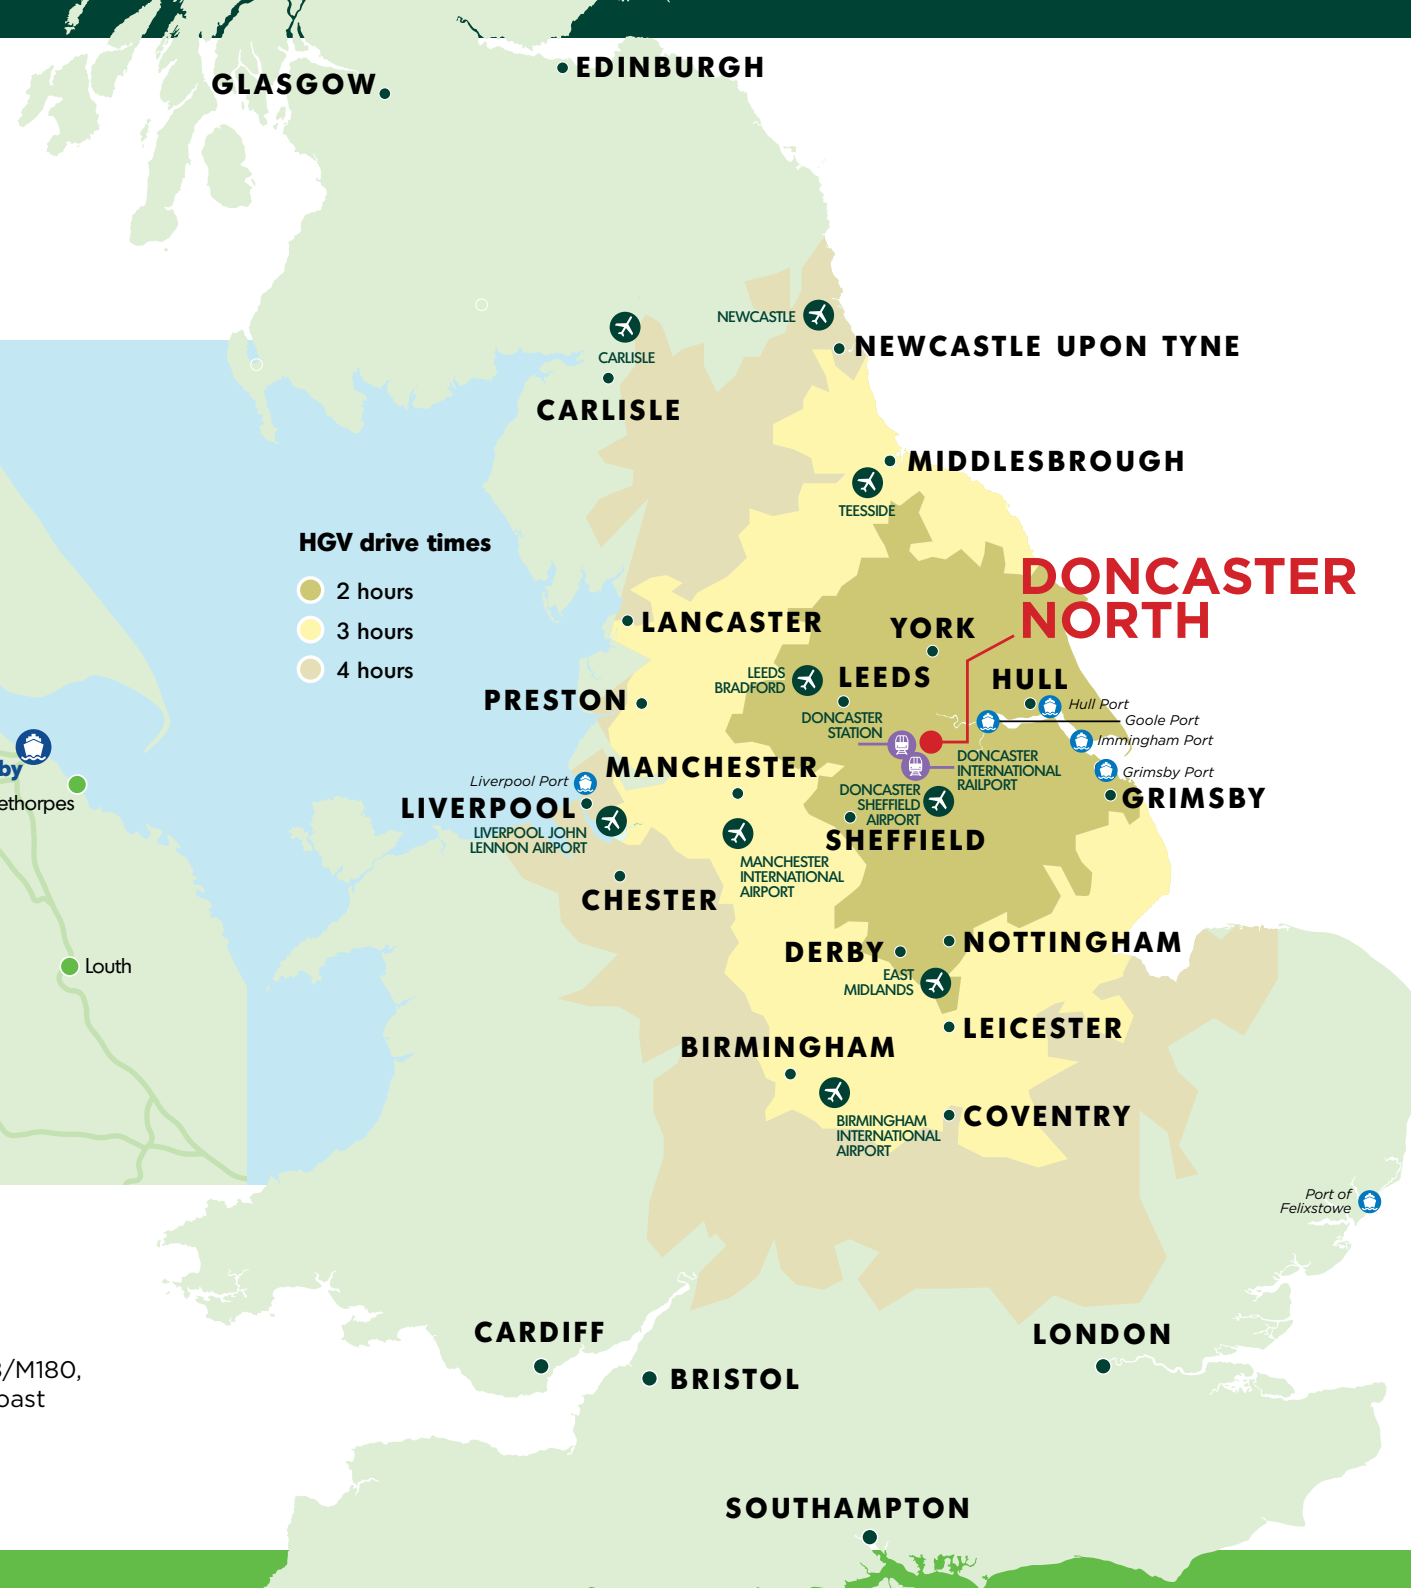 EDINBURGH
GLASGOW
NEWCASTLE
CARLISLE
NEWCASTLE UPON TYNE
CARLISLE
MIDDLESBROUGH
TEESSIDE
HGV drive times
2 hours
3 hours
4 hours
DONCASTER
NORTH
LANCASTER
YORK
LEEDS
BRADFORD
LEEDS
HULL
PRESTON
Hull Port
DONCASTER
STATION
Goole Port
Immingham Port
MANCHESTER
DONCASTER
INTERNATIONAL
RAILPORT
Grimsby Port
Liverpool Port
LIVERPOOL
LIVERPOOL JOHN
LENNON AIRPORT
DONCASTER
SHEFFIELD
AIRPORT
GRIMSBY
SHEFFIELD
MANCHESTER
INTERNATIONAL
AIRPORT
CHESTER
by
ethorpes
Louth
DERBY
NOTTINGHAM
EAST
MIDLANDS
LEICESTER
BIRMINGHAM
COVENTRY
BIRMINGHAM
INTERNATIONAL
AIRPORT
Port of
Felixstowe
CARDIFF
LONDON
BRISTOL
/M180,
oast
SOUTHAMPTON